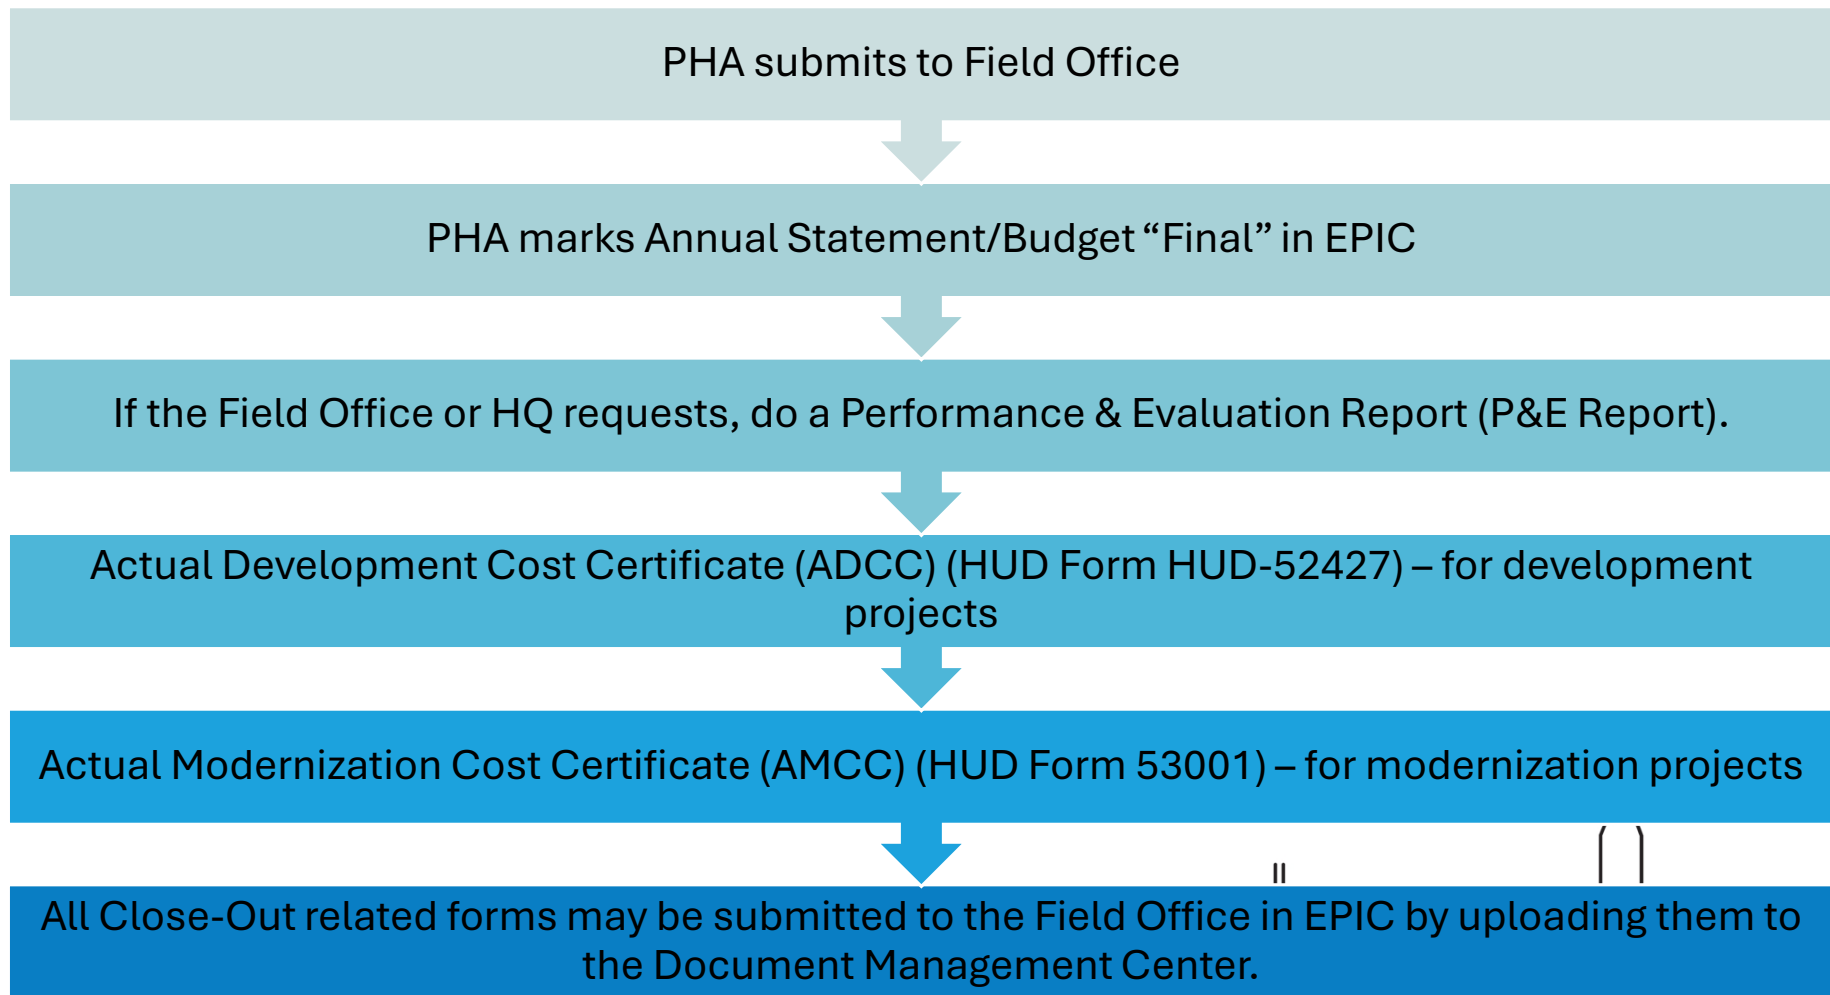 PHA submits to Field Office
PHA marks Annual Statement/Budget “Final” in EPIC
If the Field Office or HQ requests, do a Performance & Evaluation Report (P&E Report).
Actual Development Cost Certificate (ADCC) (HUD Form HUD-52427) – for development
projects
Actual Modernization Cost Certificate (AMCC) (HUD Form 53001) – for modernization projects
All Close-Out related forms may be submitted to the Field Office in EPIC by uploading them to
the Document Management Center.